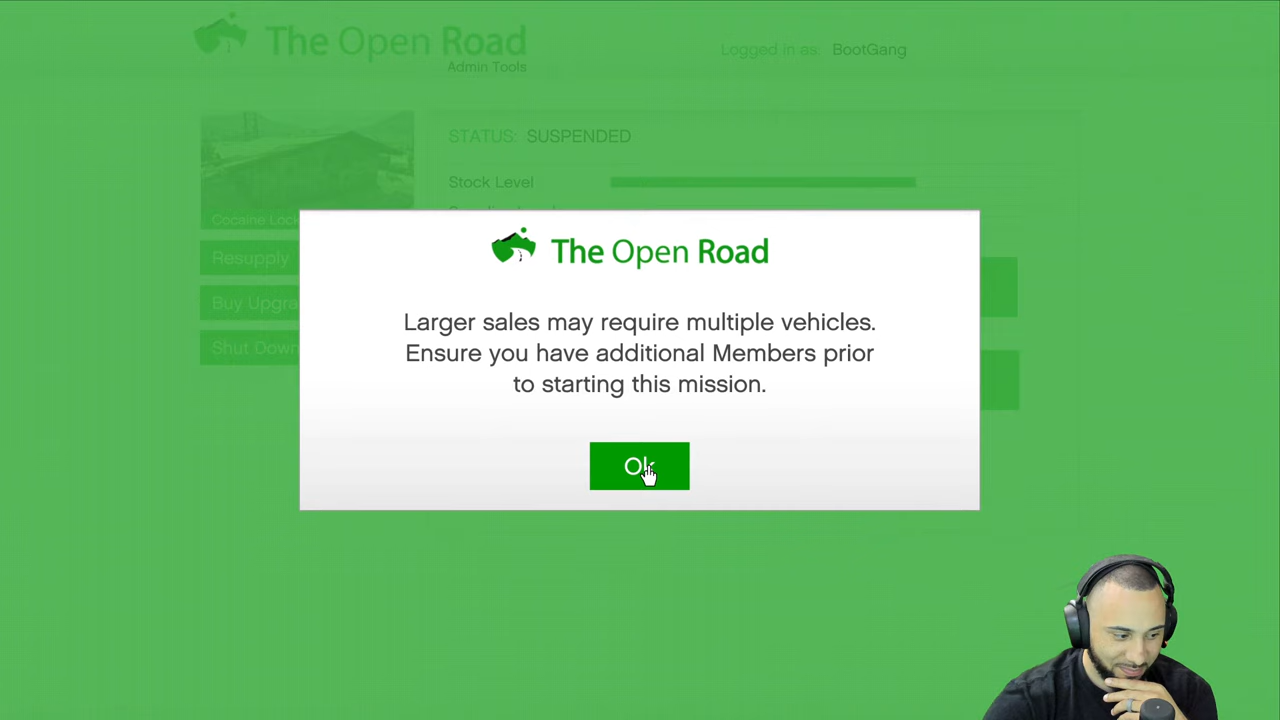 The Open Road
Admin Tools
Logged in as: BootGang
STATUS: SUSPENDED
Stock Level
Cocaine Lock
Resupply
Buy Upgra
Shut Down
The Open Road
Larger sales may require multiple vehicles.
Ensure you have additional Members prior
to starting this mission.
Ok